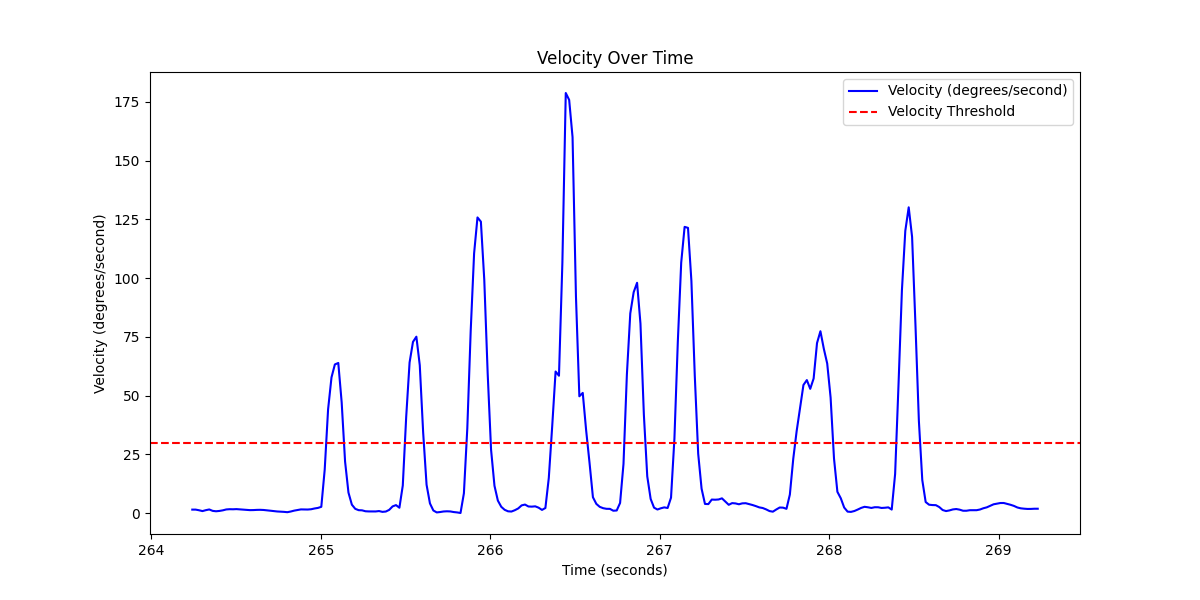 Velocity Over Time
Velocity (degrees/second)
Velocity Threshold
175
150
125
100
75
50
25
0
Velocity (degrees/second)
264
265
266
267
268
269
Time (seconds)